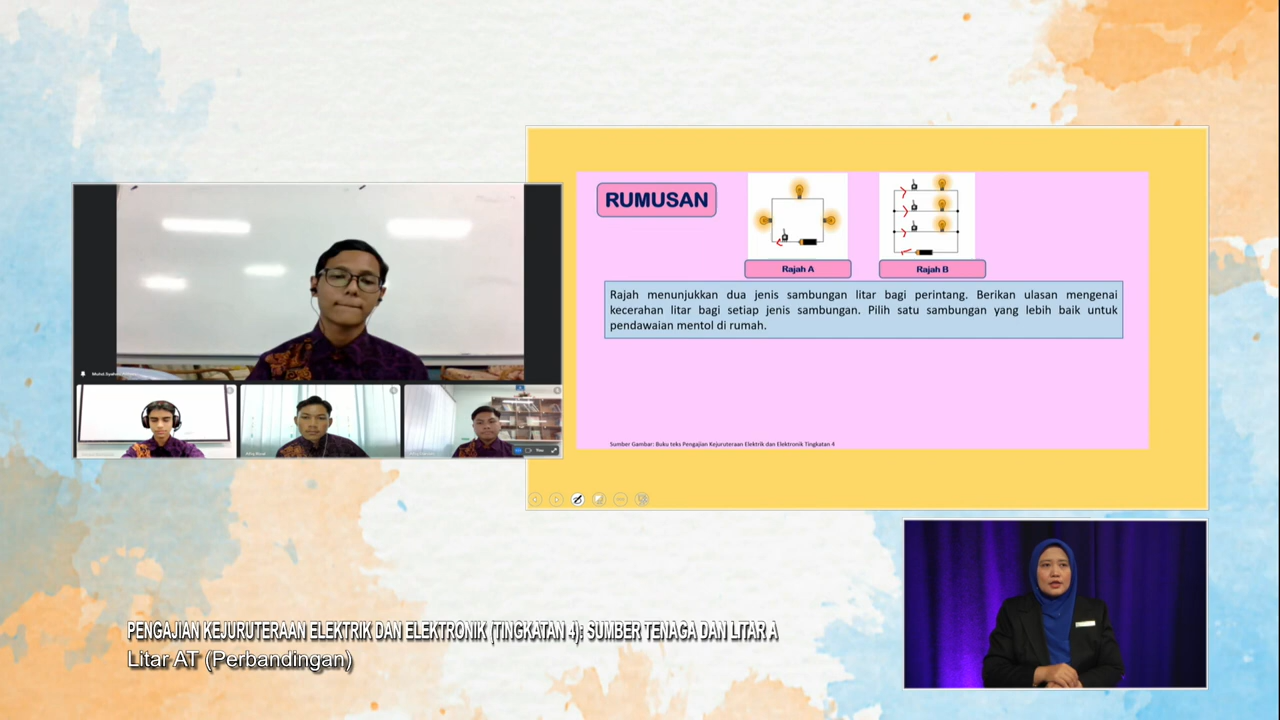 RUMUSAN
Rajah A
Rajah B
Rajah menunjukkan dua jenis sambungan litar bagi perintang. Berikan ulasan mengenai
kecerahan litar bagi setiap jenis sambungan. Pilih satu sambungan yang lebih baik untuk
pendawaian mentol di rumah.
Sumber Gambar: Buku teks Pengajian Kejuruteraan Elektrik dan Elektronik Tingkatan 4
PENGAJIAN KEJURUTERAAN ELEKTRIK DAN ELEKTRONIK (TINGKATAN 4): SUMBER TENAGA DAN LITAR A
Litar AT (Perbandingan)